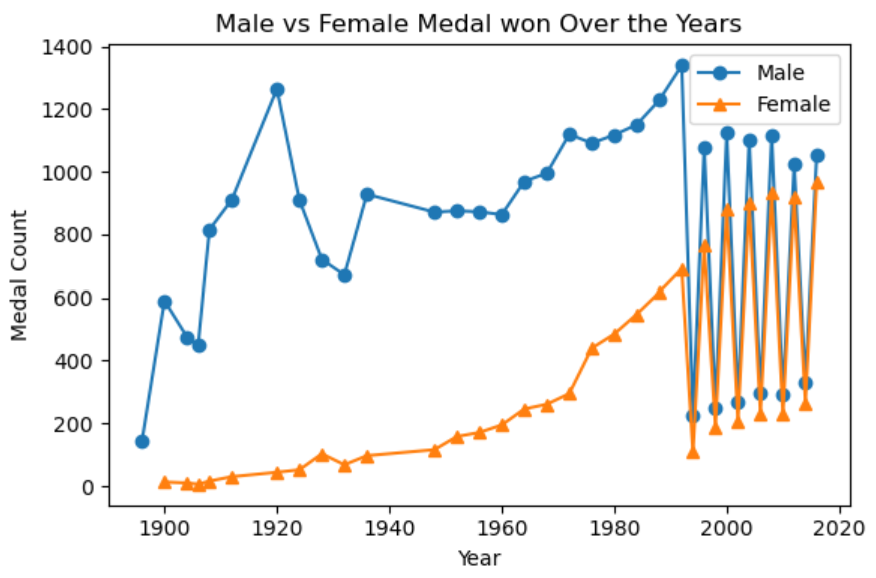 Male vs Female Medal won Over the Years
1400
1200
1000
800
600
400
200
0
Medal Count
Male
Female
1900 1920 1940 1960 1980 2000 2020
Year